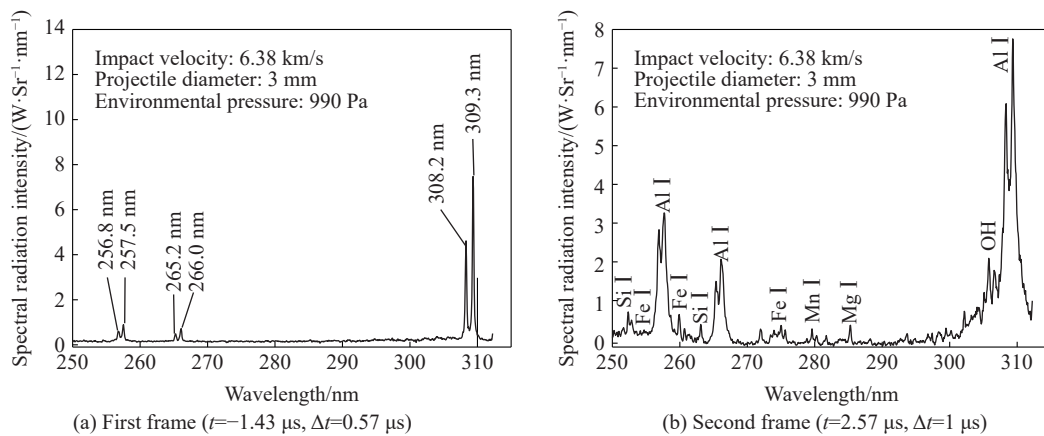 Spectral radiation intensity/(W·Sr⁻¹·nm⁻¹)
14
12
10
8
6
4
2
0
Impact velocity: 6.38 km/s
Projectile diameter: 3 mm
Environmental pressure: 990 Pa
256.8 nm
257.5 nm
265.2 nm
266.0 nm
308.2 nm
309.3 nm
250 260 270 280 290 300 310
Wavelength/nm
(a) First frame (t=−1.43 μs, Δt=0.57 μs)
Spectral radiation intensity/(W·Sr⁻¹·nm⁻¹)
8
7
6
5
4
3
2
1
0
Impact velocity: 6.38 km/s
Projectile diameter: 3 mm
Environmental pressure: 990 Pa
Si I
Fe I
Al I
Fe I
Si I
Al I
Fe I
Mn I
Mg I
OH
Al I
250 260 270 280 290 300 310
Wavelength/nm
(b) Second frame (t=2.57 μs, Δt=1 μs)